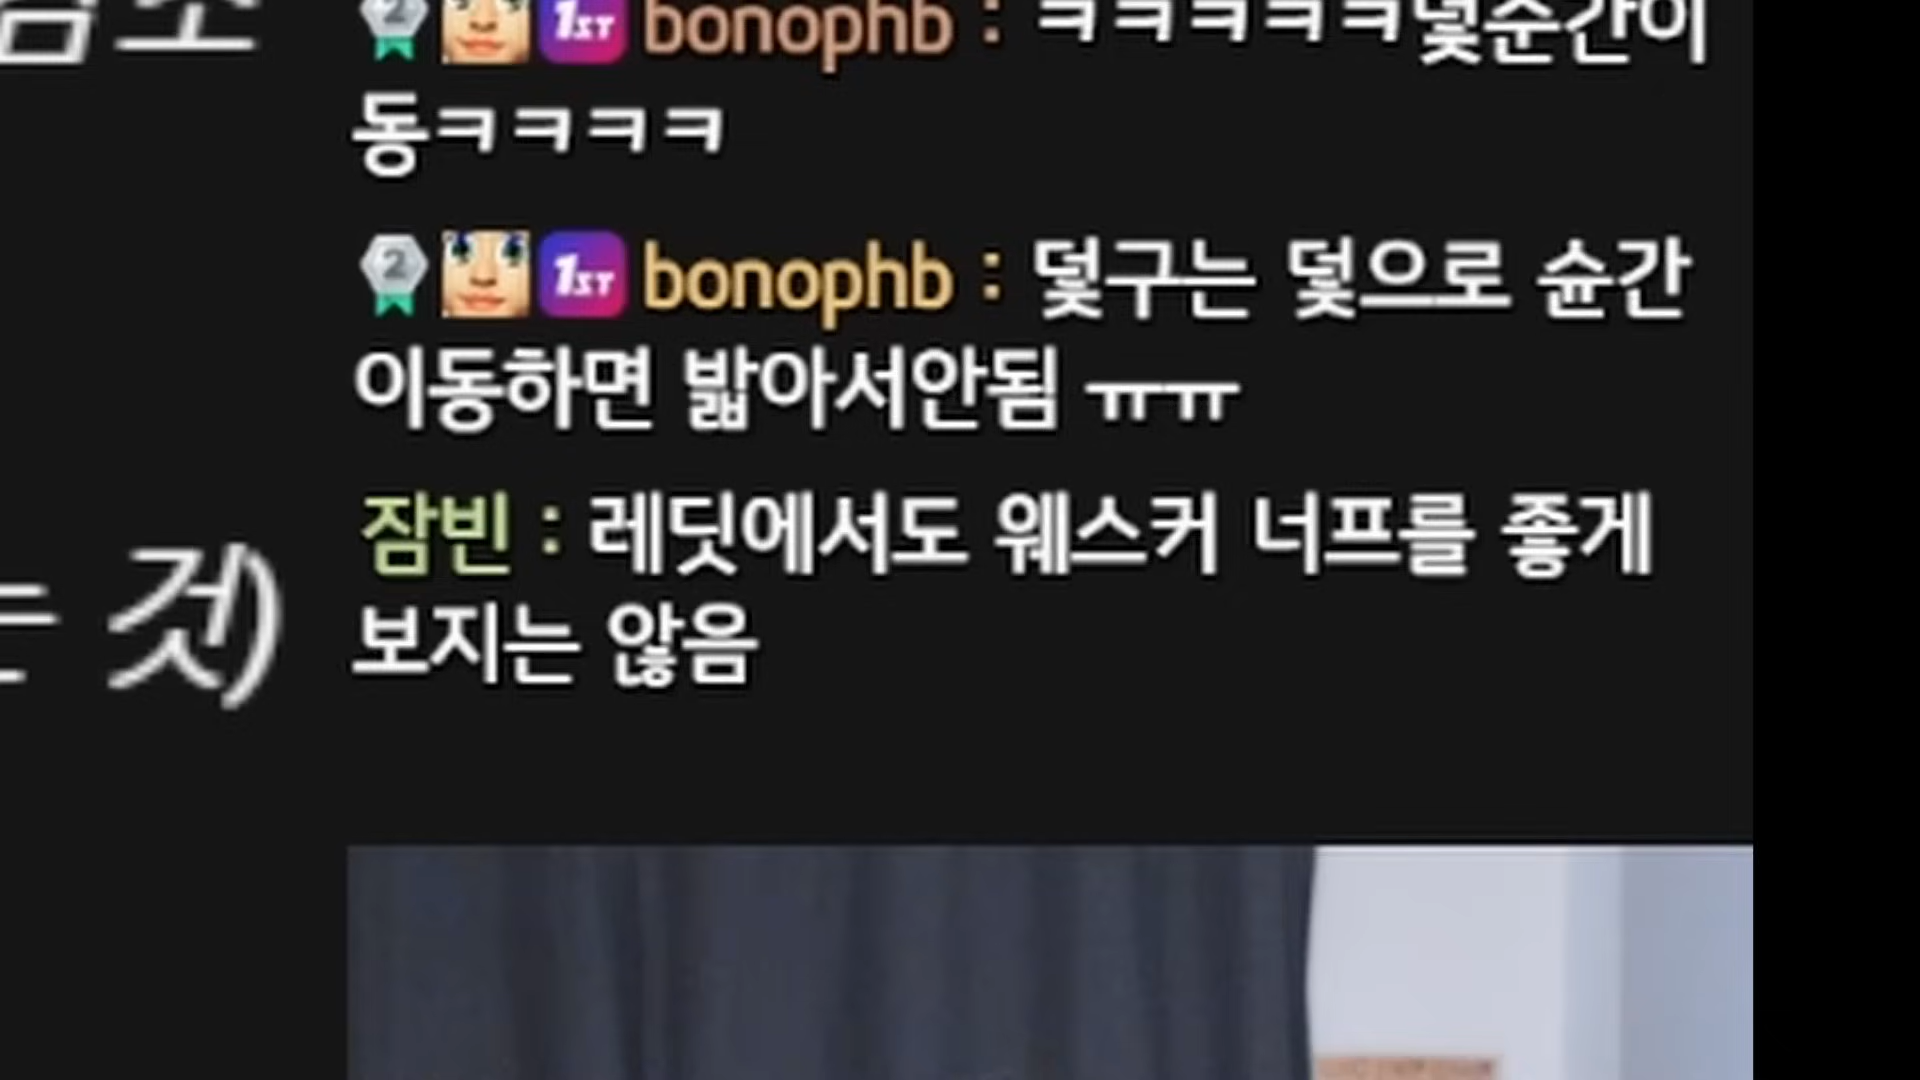 bonophb : ㅋㅋㅋㅋㅋ덫순간이
동ㅋㅋㅋㅋ
bonophb : 덫구는 덫으로 슌간
이동하면 밟아서안됨 ㅠㅠ
잠빈 : 레딧에서도 웨스커 너프를 좋게
보지는 않음
는 것)